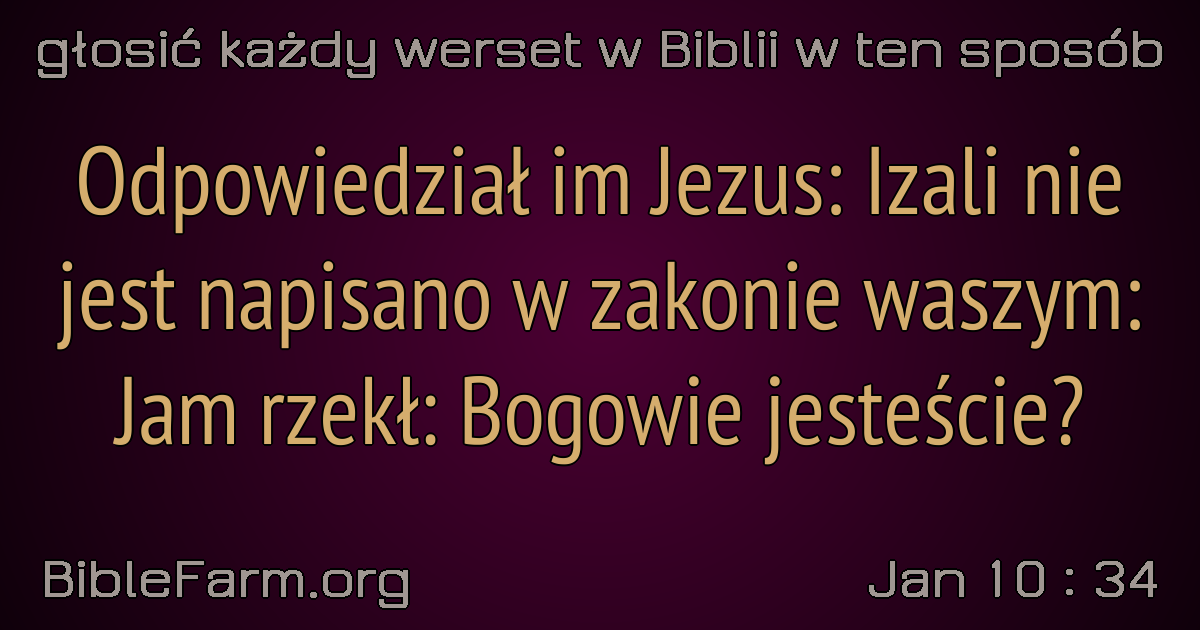 głosić każdy werset w Biblii w ten sposób
Odpowiedział im Jezus: Izali nie
jest napisano w zakonie waszym:
Jam rzekł: Bogowie jesteście?
BibleFarm.org
Jan 10 : 34